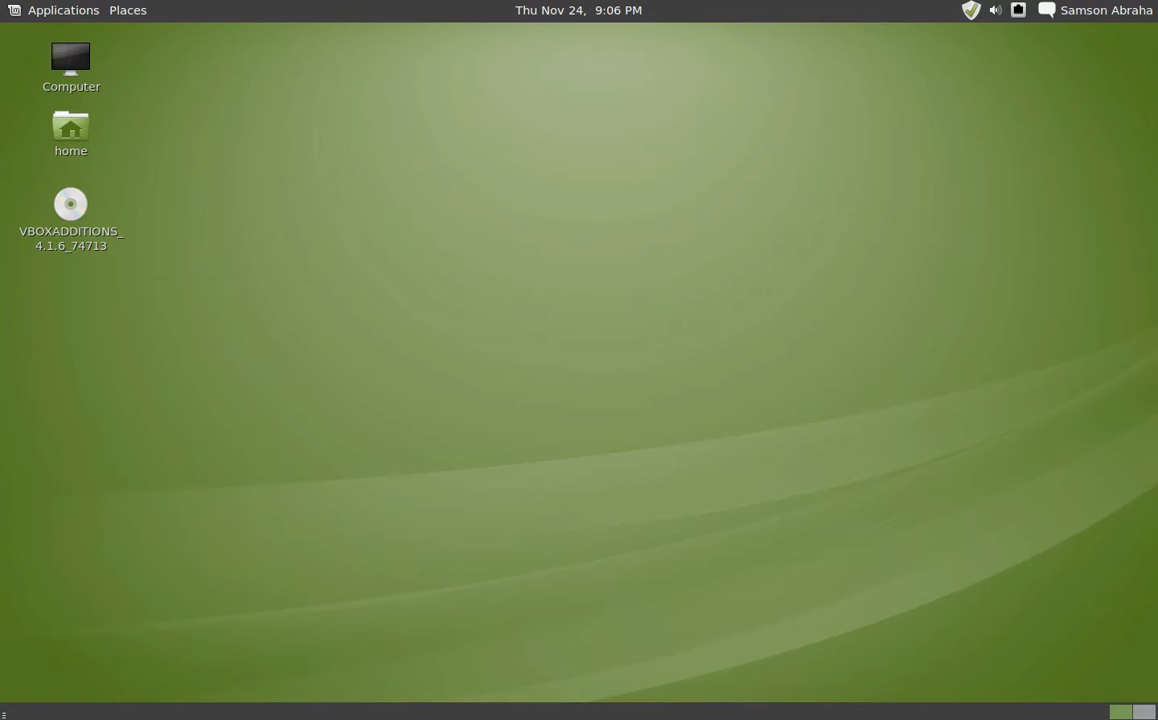 Applications Places Thu Nov 24, 9:06 PM Samson Abraha
Computer
home
VBOXADDITIONS_
4.1.6_74713